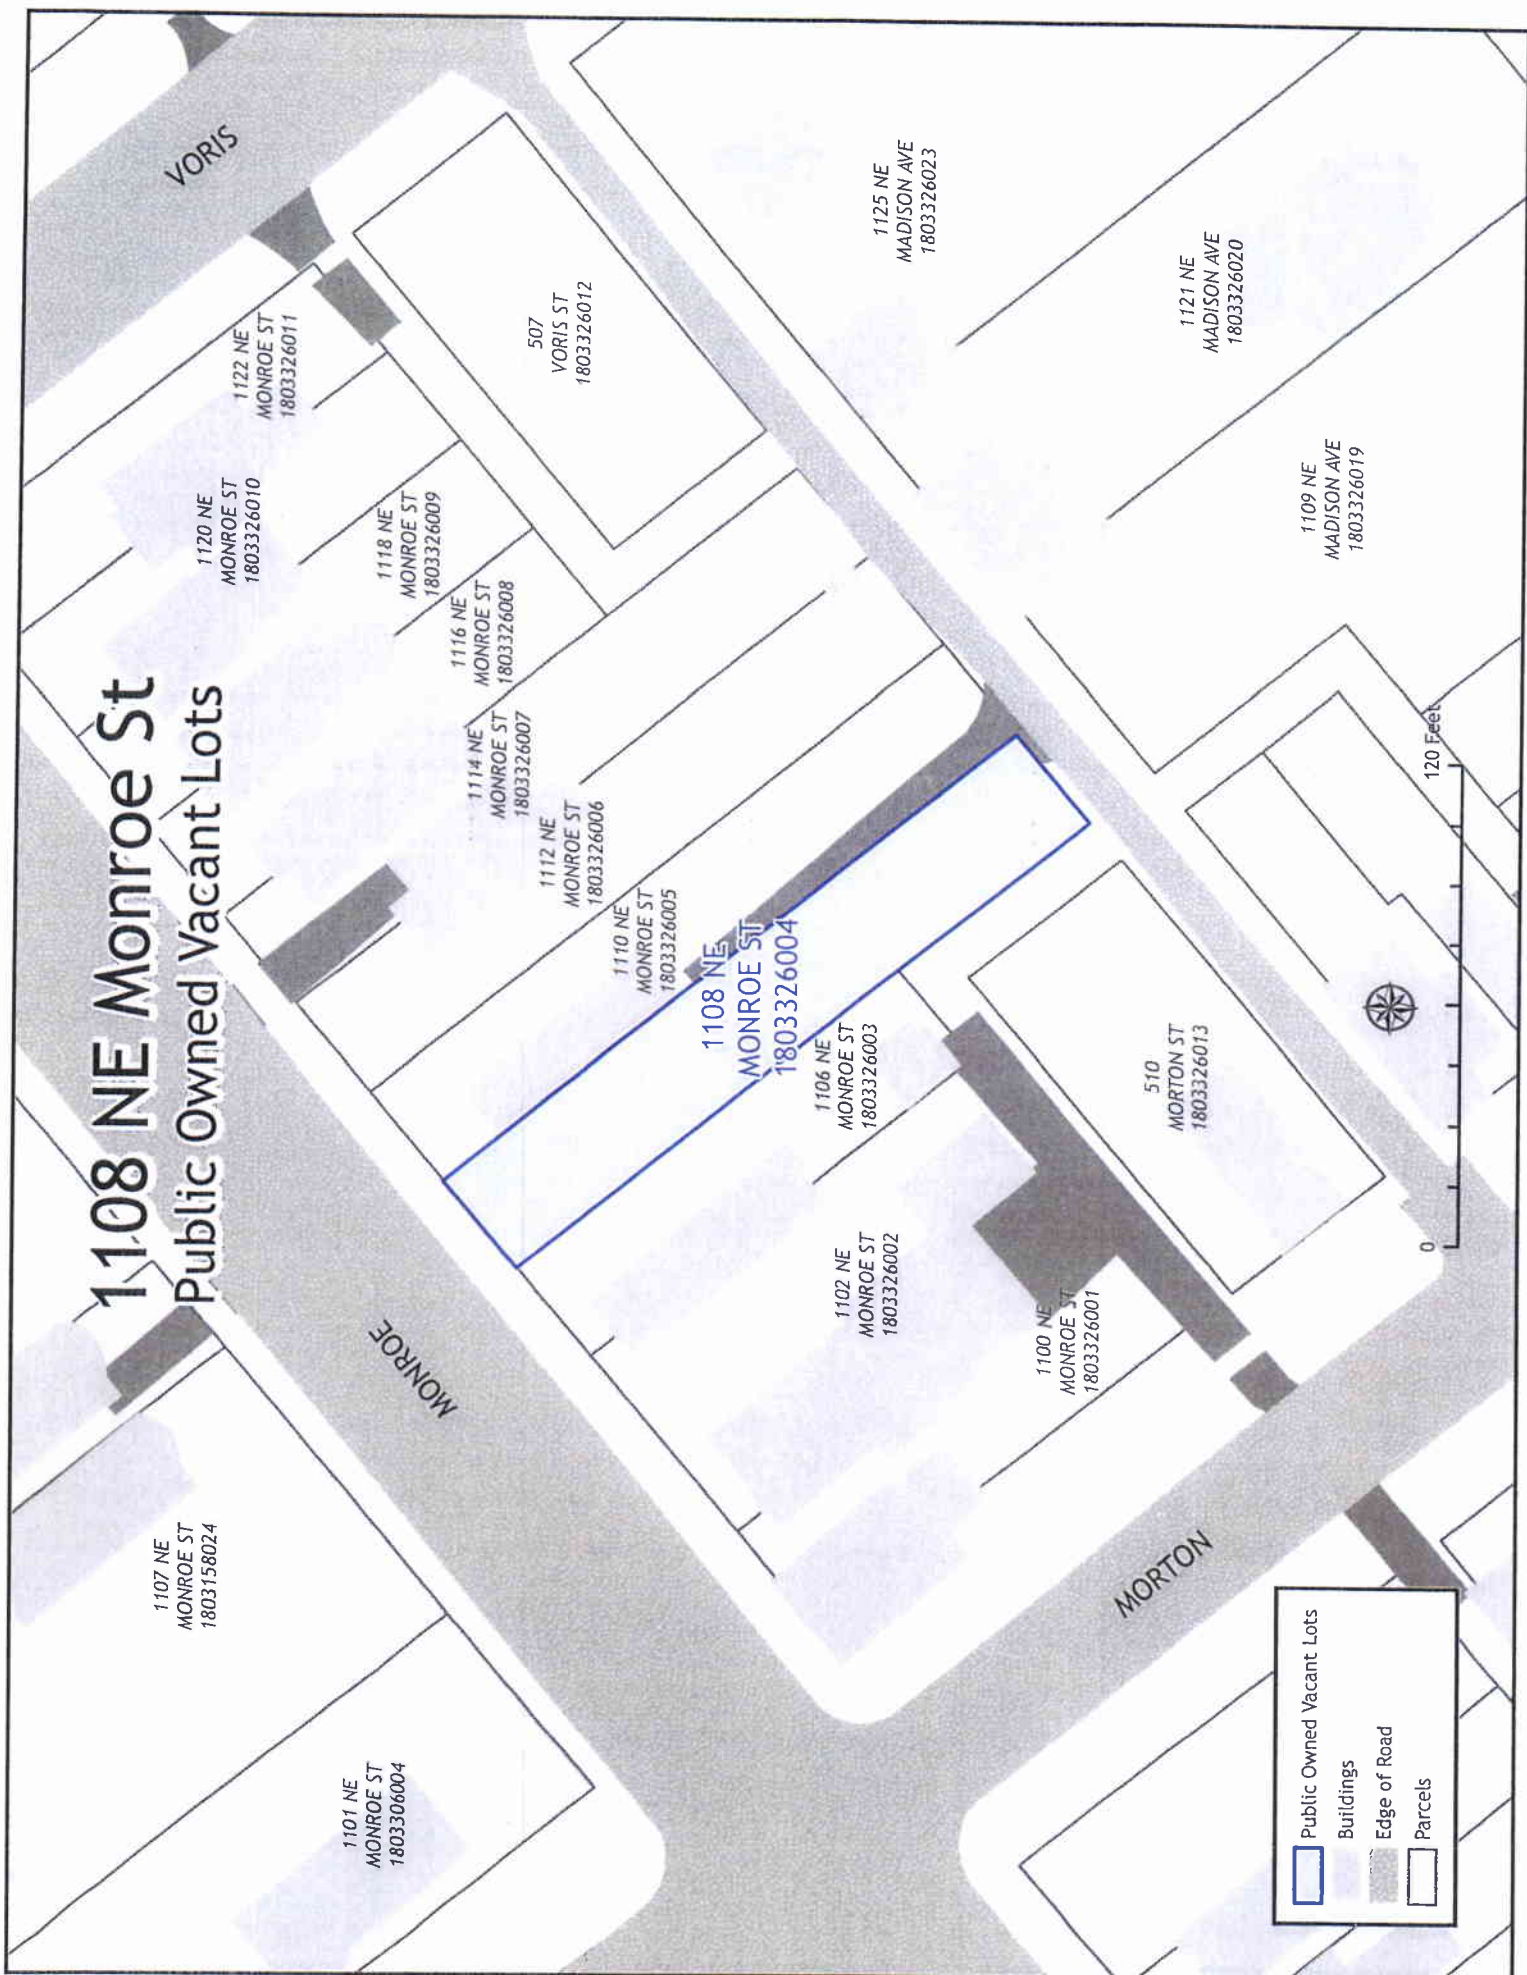 1108 NE Monroe St
Public Owned Vacant Lots
VORIS
MONROE
MORTON
1107 NE
MONROE ST
1803158024
1101 NE
MONROE ST
1803306004
1122 NE
MONROE ST
1803326011
1120 NE
MONROE ST
1803326010
1118 NE
MONROE ST
1803326009
1116 NE
MONROE ST
1803326008
1114 NE
MONROE ST
1803326007
1112 NE
MONROE ST
1803326006
1110 NE
MONROE ST
1803326005
1108 NE
MONROE ST
1803326004
1106 NE
MONROE ST
1803326003
1102 NE
MONROE ST
1803326002
1100 NE
MONROE ST
1803326001
507
VORIS ST
1803326012
510
MORTON ST
1803326013
1125 NE
MADISON AVE
1803326023
1121 NE
MADISON AVE
1803326020
1109 NE
MADISON AVE
1803326019
Public Owned Vacant Lots
Buildings
Edge of Road
Parcels
0
120 Feet